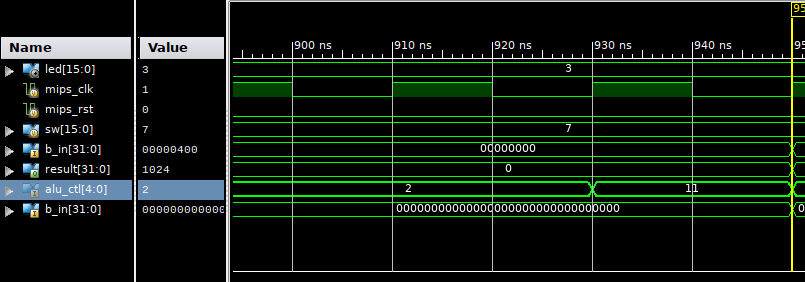 95
900 ns 910 ns 920 ns 930 ns 940 ns 95
Name Value
led[15:0] 3 3
mips_clk 1
mips_rst 0
sw[15:0] 7 7
b_in[31:0] 00000400 00000000
result[31:0] 1024 0
alu_ctl[4:0] 2 2 11
b_in[31:0] 000000000000 00000000000000000000000000000000 0